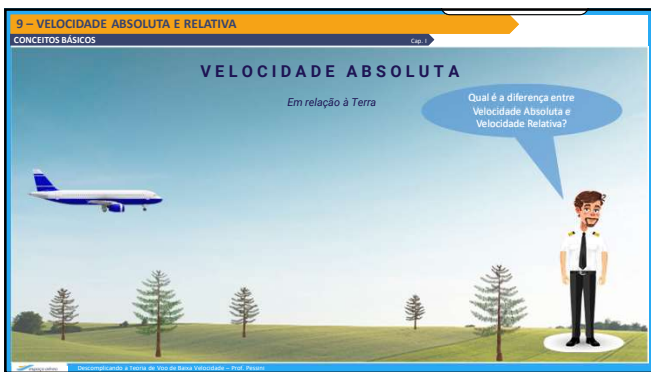 9 – VELOCIDADE ABSOLUTA E RELATIVA
CONCEITOS BÁSICOS
Cap. I
VELOCIDADE ABSOLUTA
Em relação à Terra
Qual é a diferença entre
Velocidade Absoluta e
Velocidade Relativa?
Descomplicando a Teoria de Voo de Baixa Velocidade – Prof. Pessini